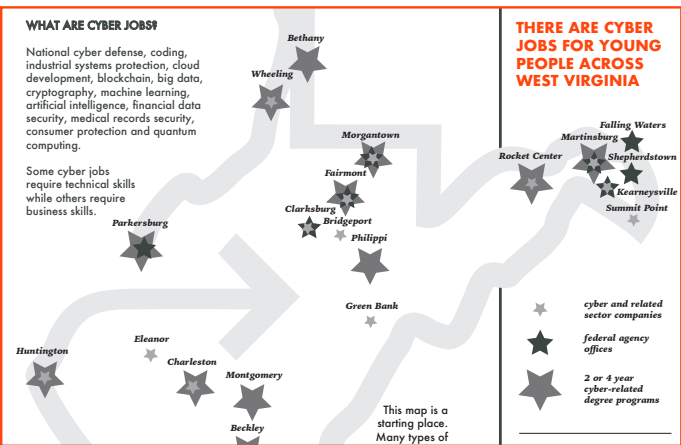 WHAT ARE CYBER JOBS?
National cyber defense, coding,
industrial systems protection, cloud
development, blockchain, big data,
cryptography, machine learning,
artificial intelligence, financial data
security, medical records security,
consumer protection and quantum
computing.
Some cyber jobs
require technical skills
while others require
business skills.
THERE ARE CYBER
JOBS FOR YOUNG
PEOPLE ACROSS
WEST VIRGINIA
Bethany
Wheeling
Morgantown
Fairmont
Clarksburg
Bridgeport
Philippi
Parkersburg
Green Bank
Eleanor
Huntington
Charleston
Montgomery
Beckley
Rocket Center
Falling Waters
Martinsburg
Shepherdstown
Kearneysville
Summit Point
cyber and related
sector companies
federal agency
offices
2 or 4 year
cyber-related
degree programs
This map is a
starting place.
Many types of